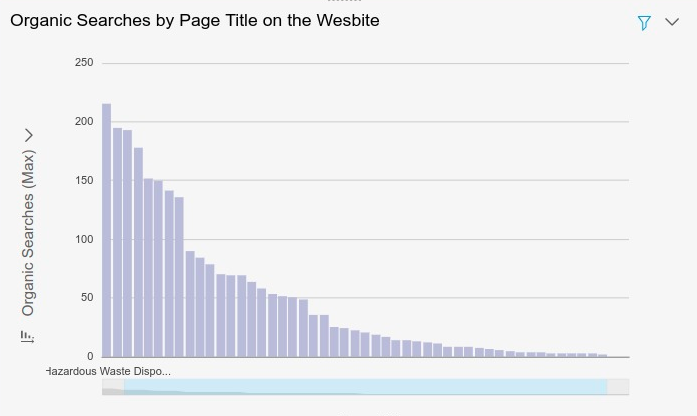 Organic Searches by Page Title on the Wesbite
250
200
150
100
50
0
Organic Searches (Max)
Hazardous Waste Dispo...